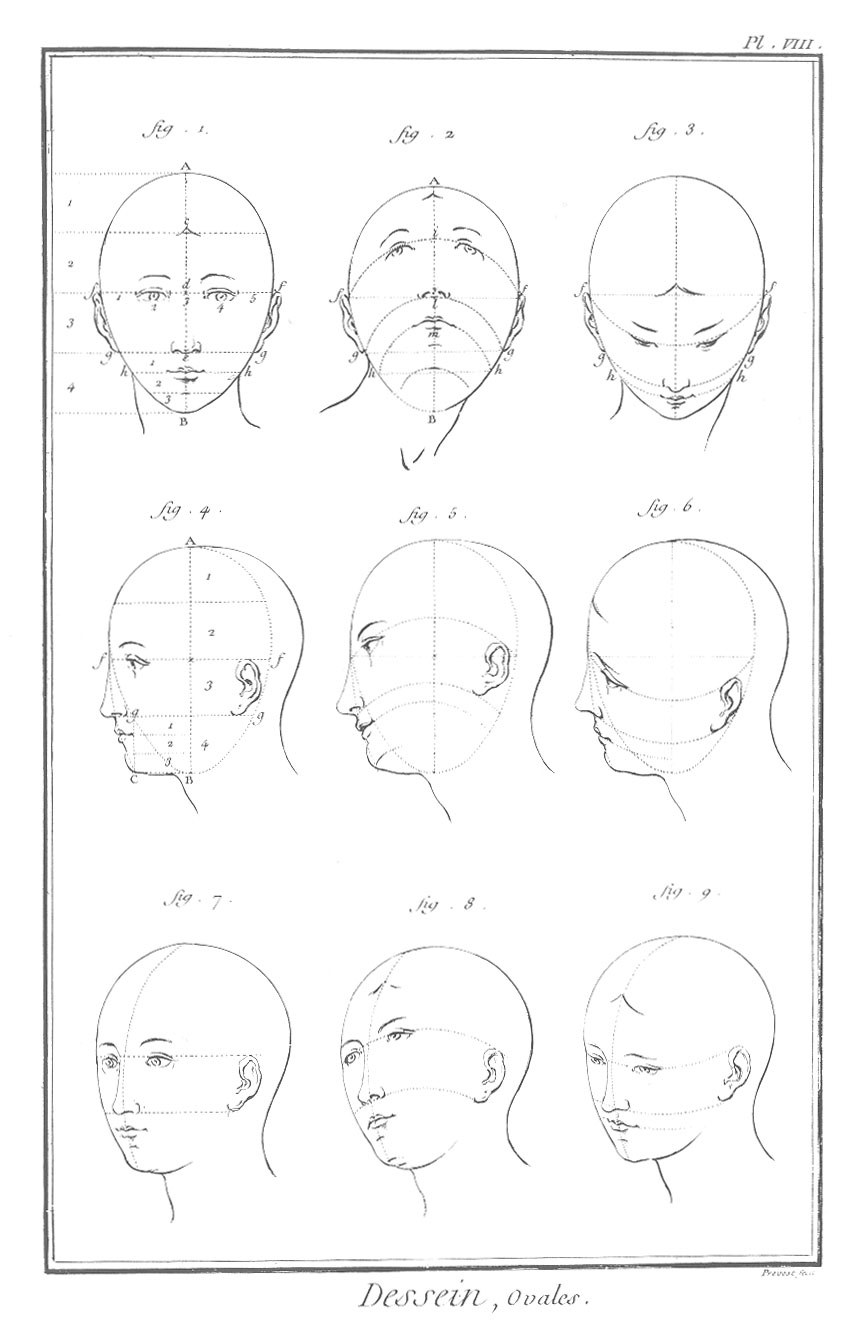 Pl. VIII.
fig. 1.
fig. 2
fig. 3.
A
1
c
2
d
f 1 2 3 4 5 f
3
g e g
h 1 h
2
4
3
B
A
k
f l f
m
g g
h h
B
f f
g g
h h
fig. 4.
fig. 5.
fig. 6.
A
1
2
f f
3
g g
1
2 4
3
C B
fig. 7.
fig. 8.
fig. 9.
Prevost fecit
Dessein, Ovales.